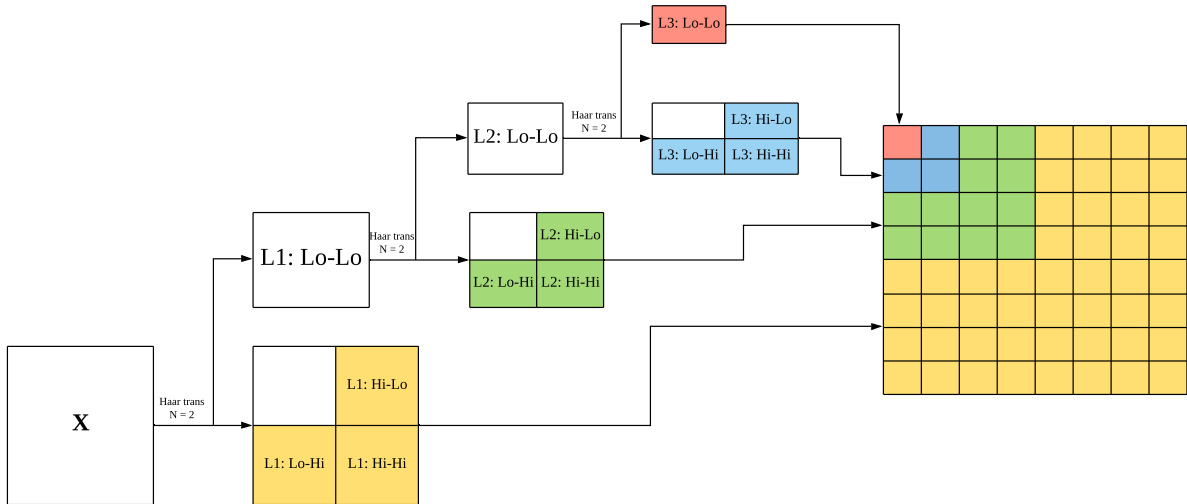 L3: Lo-Lo
Haar trans
N = 2
L2: Lo-Lo
L3: Hi-Lo
L3: Lo-Hi
L3: Hi-Hi
Haar trans
N = 2
L1: Lo-Lo
L2: Hi-Lo
L2: Lo-Hi
L2: Hi-Hi
Haar trans
N = 2
X
L1: Hi-Lo
L1: Lo-Hi
L1: Hi-Hi